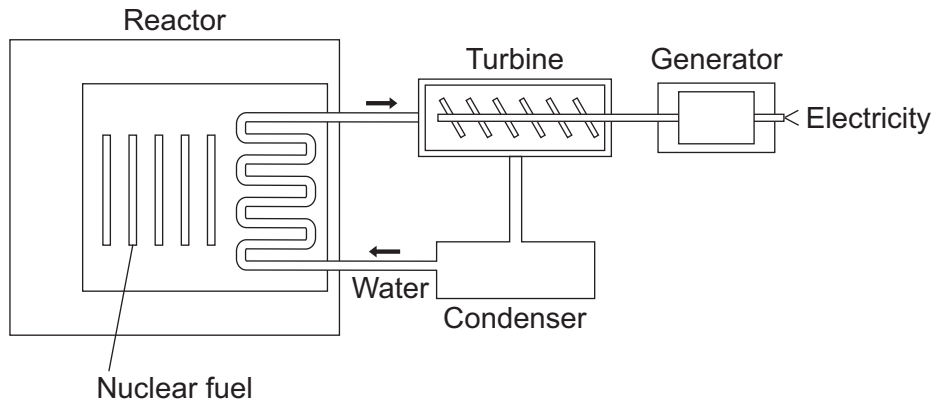 Reactor
Turbine
Generator
Electricity
Water
Condenser
Nuclear fuel